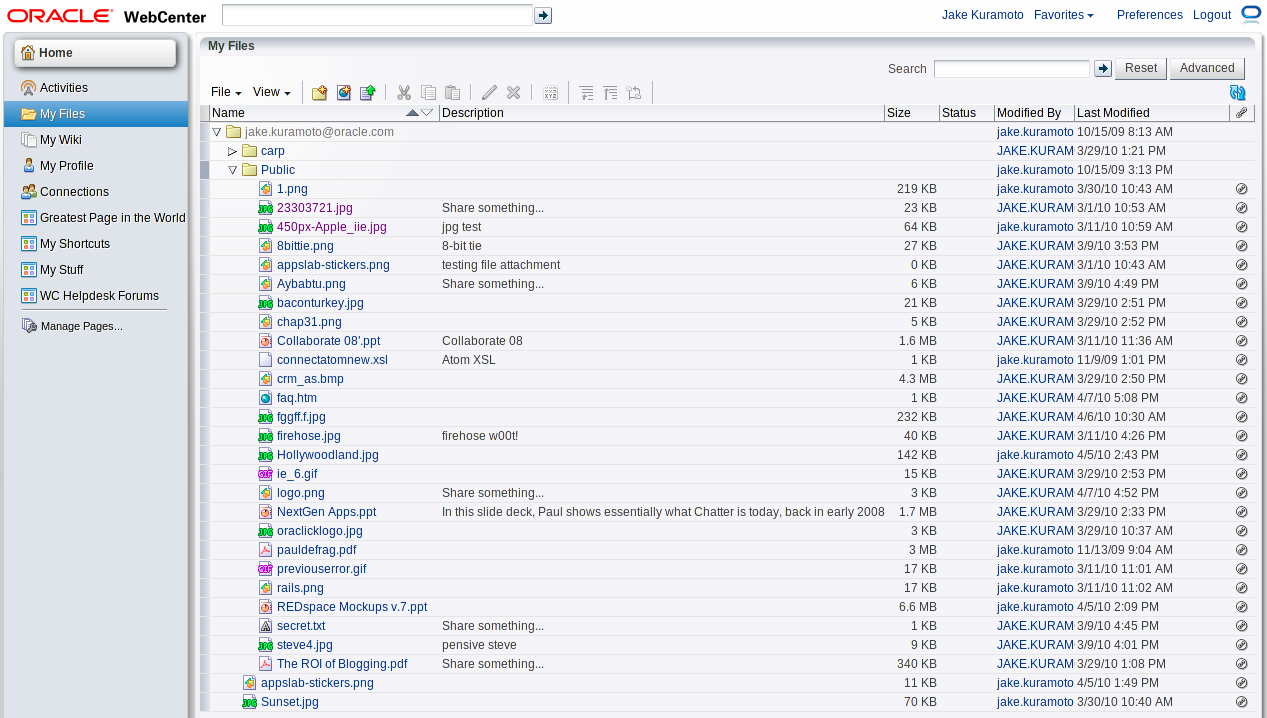 ORACLE WebCenter Jake Kuramoto Favorites Preferences Logout
Home
Activities
My Files
My Wiki
My Profile
Connections
Greatest Page in the World
My Shortcuts
My Stuff
WC Helpdesk Forums
Manage Pages...
My Files
Search Reset Advanced
File View
Name Description Size Status Modified By Last Modified
jake.kuramoto@oracle.com jake.kuramoto 10/15/09 8:13 AM
carp JAKE.KURAM 3/29/10 1:21 PM
Public jake.kuramoto 10/15/09 3:13 PM
1.png 219 KB jake.kuramoto 3/30/10 10:43 AM
23303721.jpg Share something... 23 KB JAKE.KURAM 3/1/10 10:53 AM
450px-Apple_iie.jpg jpg test 64 KB jake.kuramoto 3/11/10 10:59 AM
8bittie.png 8-bit tie 27 KB JAKE.KURAM 3/9/10 3:53 PM
appslab-stickers.png testing file attachment 0 KB JAKE.KURAM 3/1/10 10:43 AM
Aybabtu.png Share something... 6 KB JAKE.KURAM 3/9/10 4:49 PM
baconturkey.jpg 21 KB JAKE.KURAM 3/29/10 2:51 PM
chap31.png 5 KB JAKE.KURAM 3/29/10 2:52 PM
Collaborate 08'.ppt Collaborate 08 1.6 MB JAKE.KURAM 3/11/10 11:36 AM
connectatomnew.xsl Atom XSL 1 KB jake.kuramoto 11/9/09 1:01 PM
crm_as.bmp 4.3 MB JAKE.KURAM 3/29/10 2:50 PM
faq.htm 1 KB JAKE.KURAM 4/7/10 5:08 PM
fggff.f.jpg 232 KB JAKE.KURAM 4/6/10 10:30 AM
firehose.jpg firehose w00t! 40 KB JAKE.KURAM 3/11/10 4:26 PM
Hollywoodland.jpg 142 KB jake.kuramoto 4/5/10 2:43 PM
ie_6.gif 15 KB JAKE.KURAM 3/29/10 2:53 PM
logo.png Share something... 3 KB JAKE.KURAM 4/7/10 4:52 PM
NextGen Apps.ppt In this slide deck, Paul shows essentially what Chatter is today, back in early 2008 1.7 MB JAKE.KURAM 3/29/10 2:33 PM
oraclicklogo.jpg 3 KB JAKE.KURAM 3/29/10 10:37 AM
pauldefrag.pdf 3 MB jake.kuramoto 11/13/09 9:04 AM
previouserror.gif 17 KB jake.kuramoto 3/11/10 11:01 AM
rails.png 17 KB jake.kuramoto 3/11/10 11:02 AM
REDspace Mockups v.7.ppt 6.6 MB jake.kuramoto 4/5/10 2:09 PM
secret.txt Share something... 1 KB JAKE.KURAM 3/9/10 4:45 PM
steve4.jpg pensive steve 9 KB JAKE.KURAM 3/9/10 4:01 PM
The ROI of Blogging.pdf Share something... 340 KB JAKE.KURAM 3/29/10 1:08 PM
appslab-stickers.png 11 KB jake.kuramoto 4/5/10 1:49 PM
Sunset.jpg 70 KB jake.kuramoto 3/30/10 10:40 AM